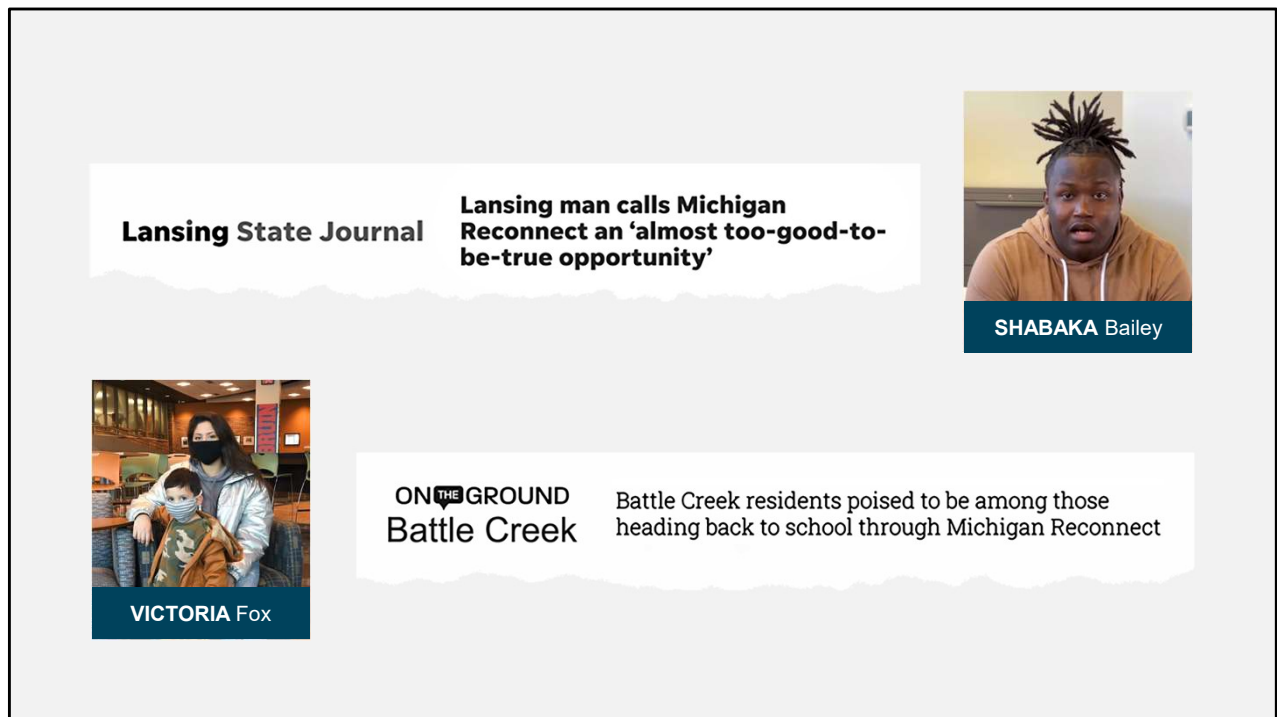 Lansing State Journal
Lansing man calls Michigan
Reconnect an ‘almost too-good-to-
be-true opportunity’
SHABAKA Bailey
BRUIN
VICTORIA Fox
ON THE GROUND
Battle Creek
Battle Creek residents poised to be among those
heading back to school through Michigan Reconnect